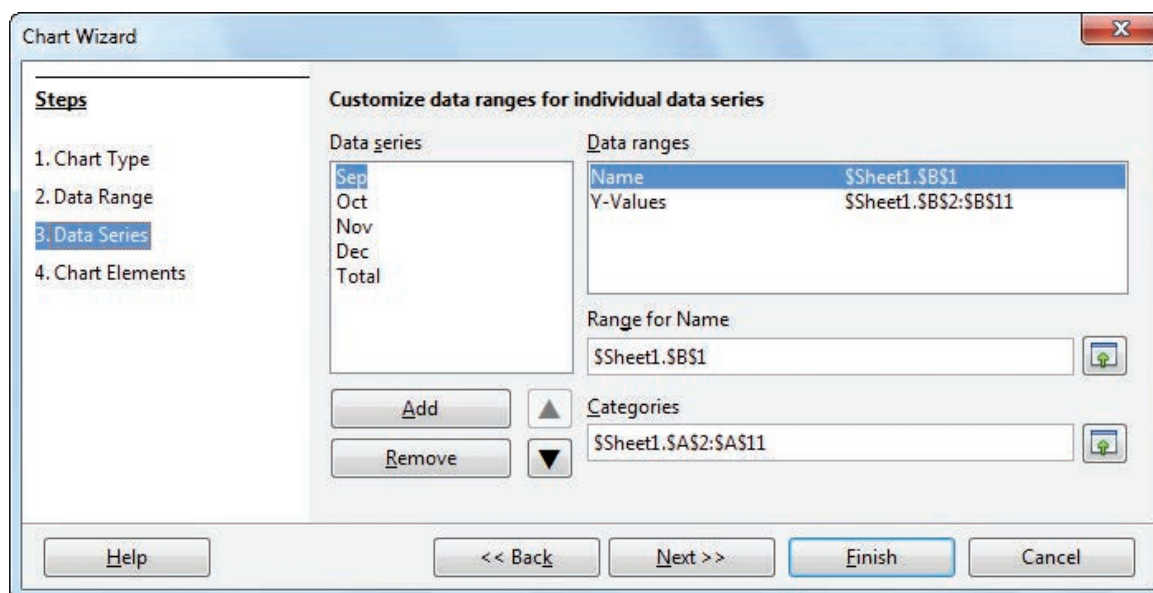 Chart Wizard
Steps
1. Chart Type
2. Data Range
3. Data Series
4. Chart Elements
Customize data ranges for individual data series
Data series
Sep
Oct
Nov
Dec
Total
Add
Remove
Data ranges
Name $Sheet1.$B$1
Y-Values $Sheet1.$B$2:$B$11
Range for Name
$Sheet1.$B$1
Categories
$Sheet1.$A$2:$A$11
Help
<< Back
Next >>
Finish
Cancel